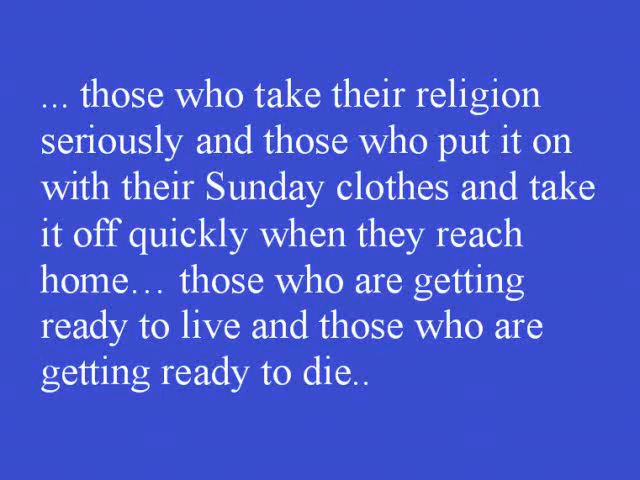 ... those who take their religion
seriously and those who put it on
with their Sunday clothes and take
it off quickly when they reach
home… those who are getting
ready to live and those who are
getting ready to die..